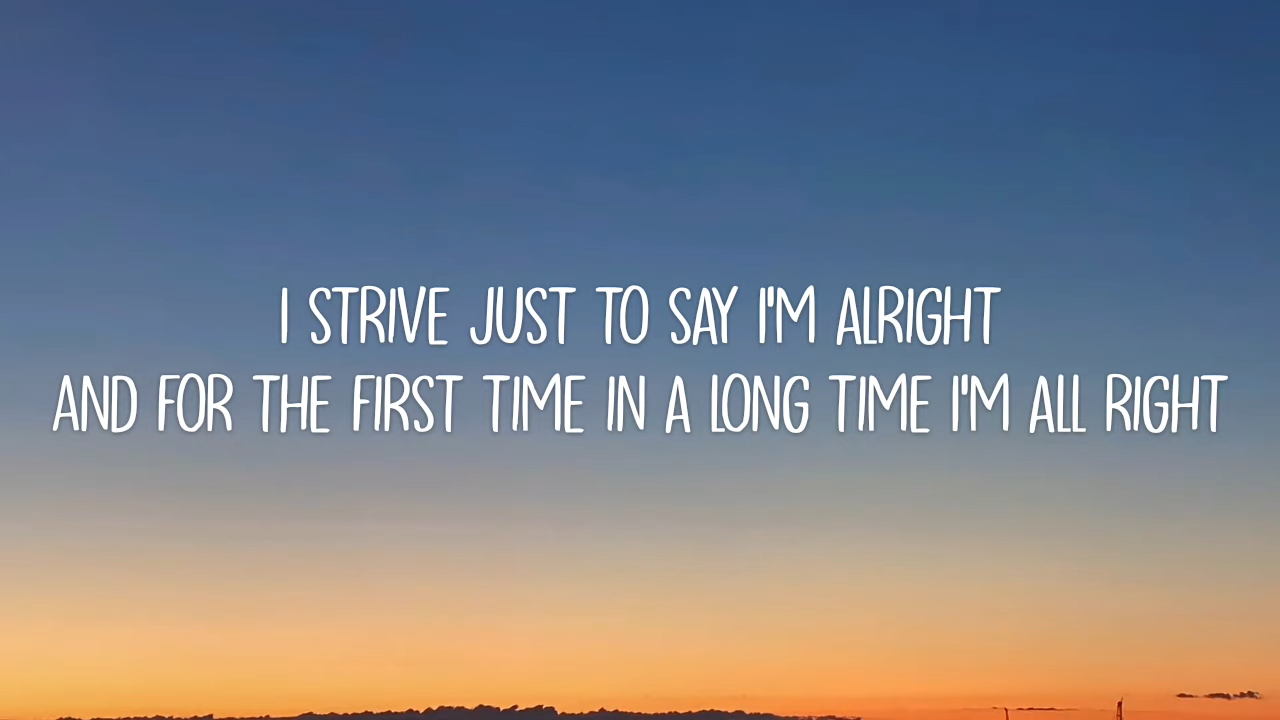 I STRIVE JUST TO SAY I'M ALRIGHT
AND FOR THE FIRST TIME IN A LONG TIME I'M ALL RIGHT